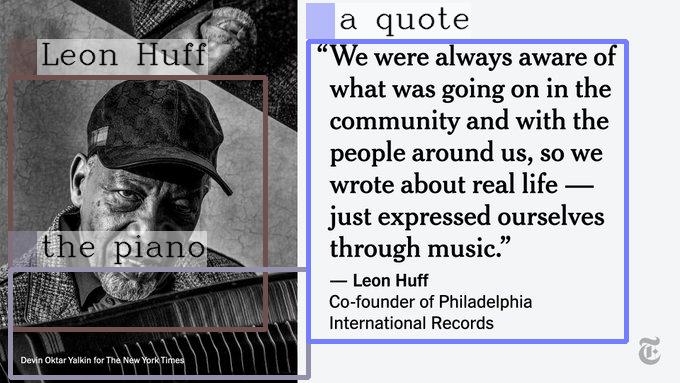 Leon Huff
the piano
Devin Oktar Yalkin for The New York Times
a quote
“We were always aware of
what was going on in the
community and with the
people around us, so we
wrote about real life —
just expressed ourselves
through music.”
— Leon Huff
Co-founder of Philadelphia
International Records
T